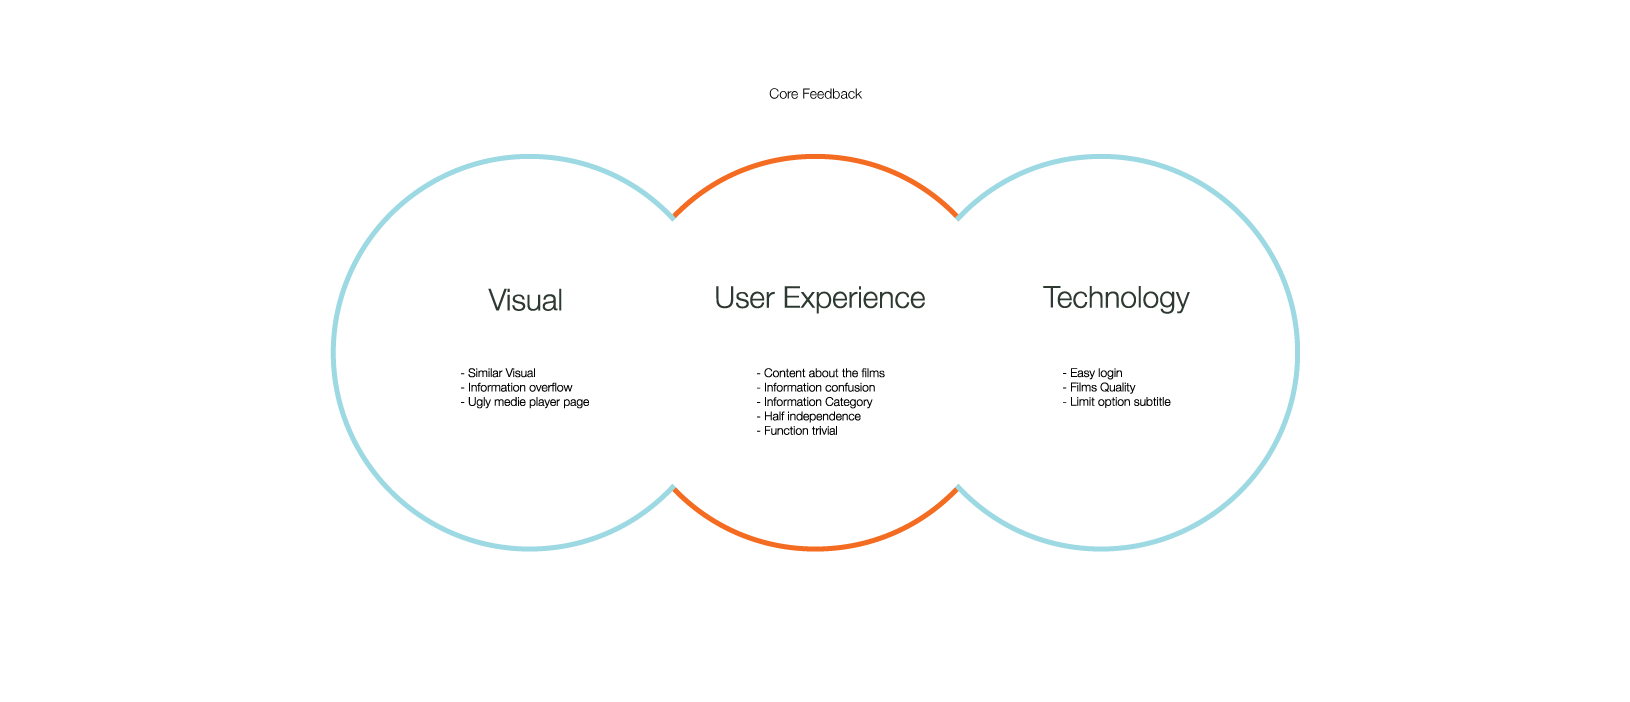 Core Feedback
Visual
- Similar Visual
- Information overflow
- Ugly medie player page
User Experience
- Content about the films
- Information confusion
- Information Category
- Half independence
- Function trivial
Technology
- Easy login
- Films Quality
- Limit option subtitle